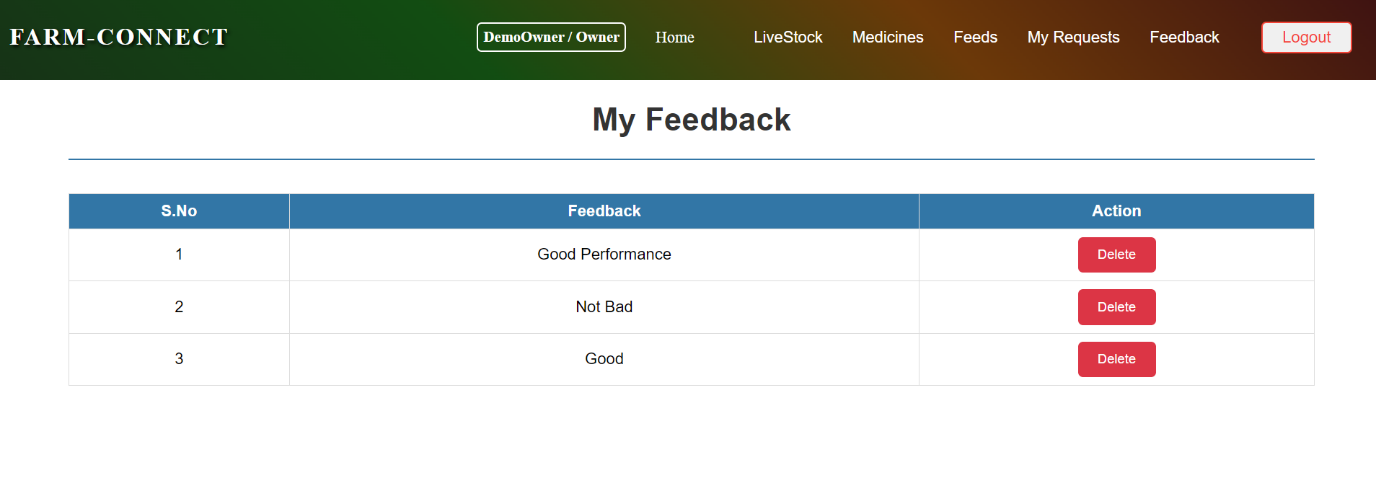 FARM-CONNECT DemoOwner / Owner Home LiveStock Medicines Feeds My Requests Feedback Logout
My Feedback
S.No Feedback Action
1 Good Performance Delete
2 Not Bad Delete
3 Good Delete